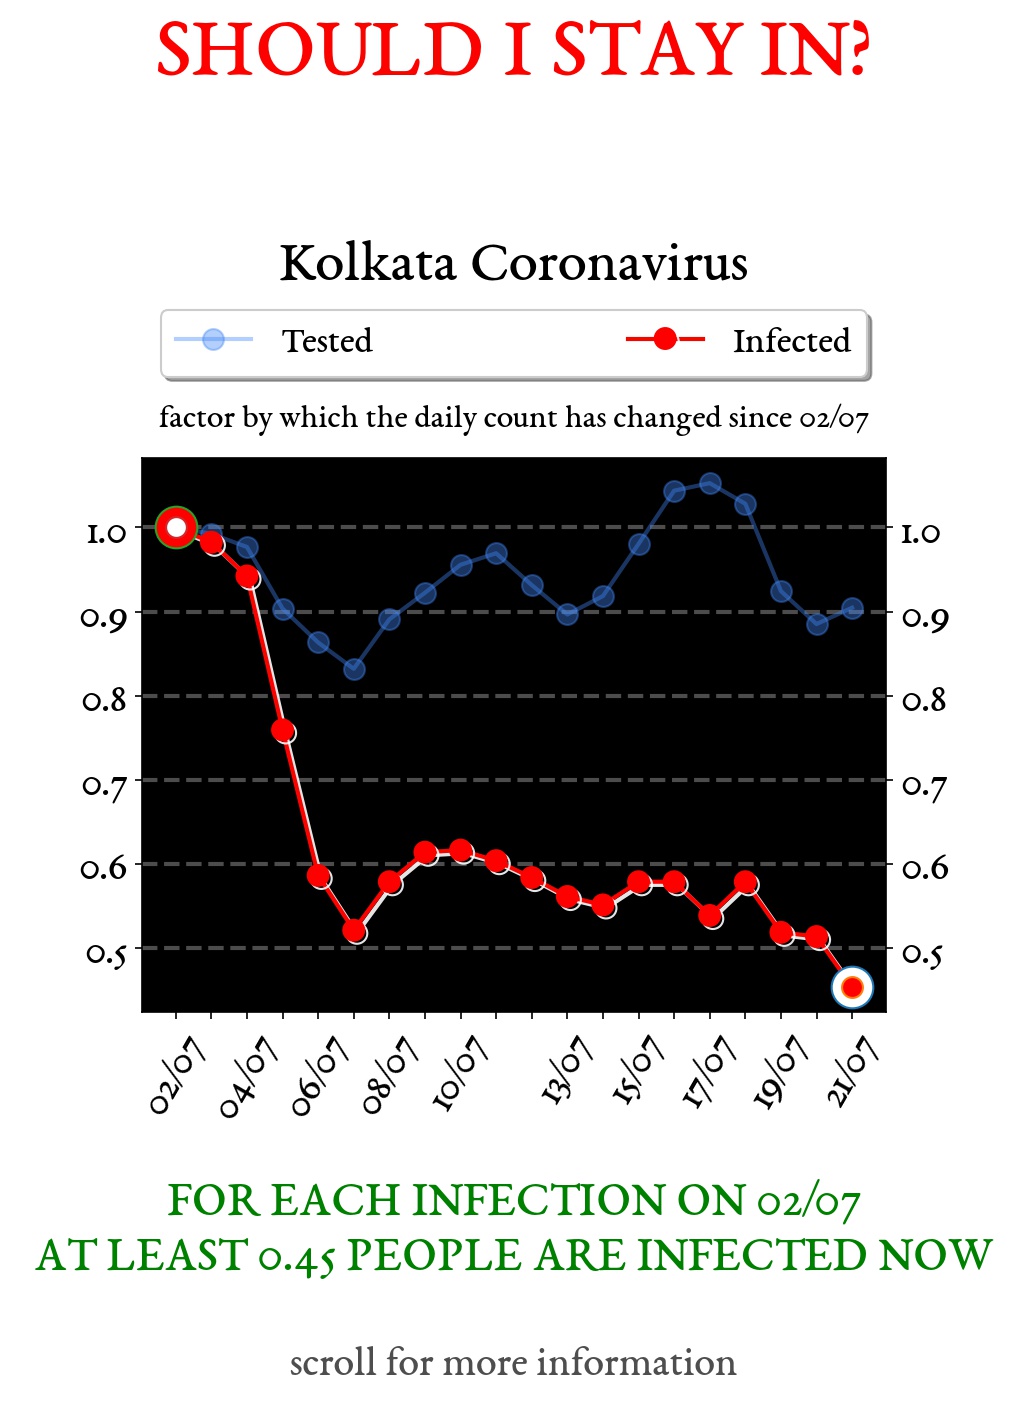 SHOULD I STAY IN?
Kolkata Coronavirus
Tested Infected
factor by which the daily count has changed since 02/07
1.0 1.0
0.9 0.9
0.8 0.8
0.7 0.7
0.6 0.6
0.5 0.5
02/07 04/07 06/07 08/07 10/07 13/07 15/07 17/07 19/07 21/07
FOR EACH INFECTION ON 02/07
AT LEAST 0.45 PEOPLE ARE INFECTED NOW
scroll for more information